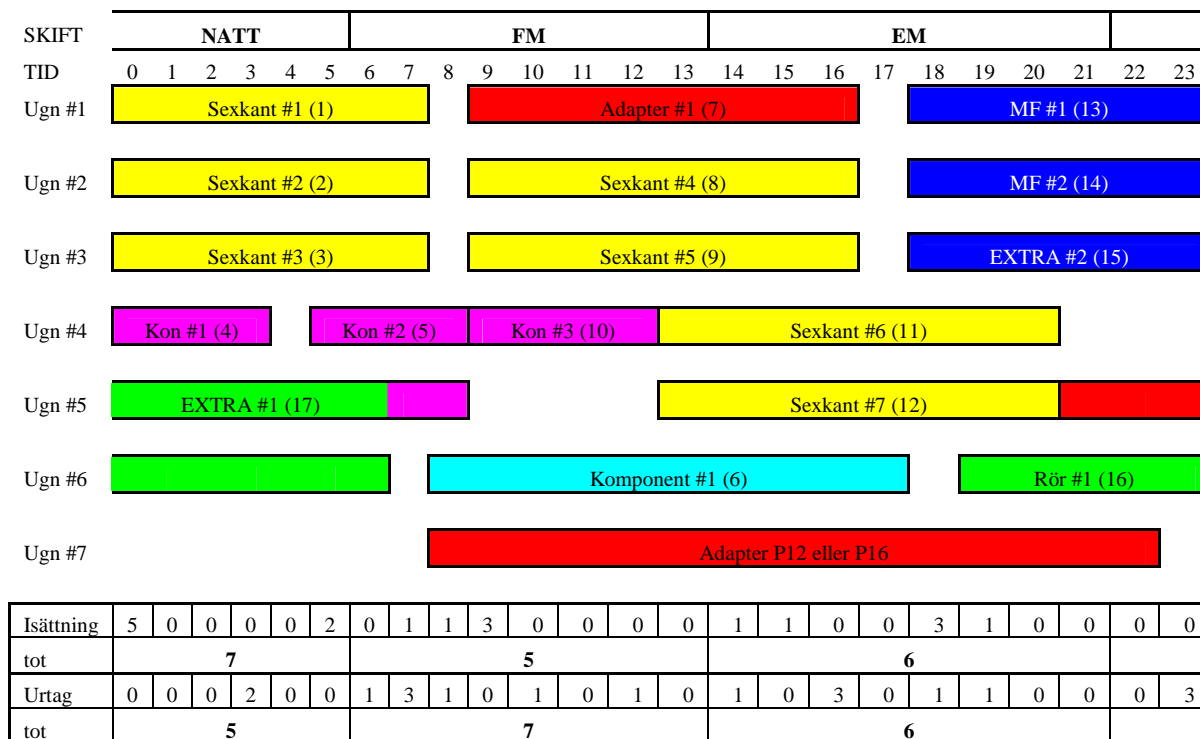 SKIFT NATT FM EM
TID 0 1 2 3 4 5 6 7 8 9 10 11 12 13 14 15 16 17 18 19 20 21 22 23
Ugn #1 Sexkant #1 (1) Adapter #1 (7) MF #1 (13)
Ugn #2 Sexkant #2 (2) Sexkant #4 (8) MF #2 (14)
Ugn #3 Sexkant #3 (3) Sexkant #5 (9) EXTRA #2 (15)
Ugn #4 Kon #1 (4) Kon #2 (5) Kon #3 (10) Sexkant #6 (11)
Ugn #5 EXTRA #1 (17) Sexkant #7 (12)
Ugn #6 Komponent #1 (6) Rör #1 (16)
Ugn #7 Adapter P12 eller P16
Isättning 5 0 0 0 0 2 0 1 1 3 0 0 0 0 1 1 0 0 3 1 0 0 0 0
tot 7 5 6
Urtag 0 0 0 2 0 0 1 3 1 0 1 0 1 0 1 0 3 0 1 1 0 0 0 3
tot 5 7 6